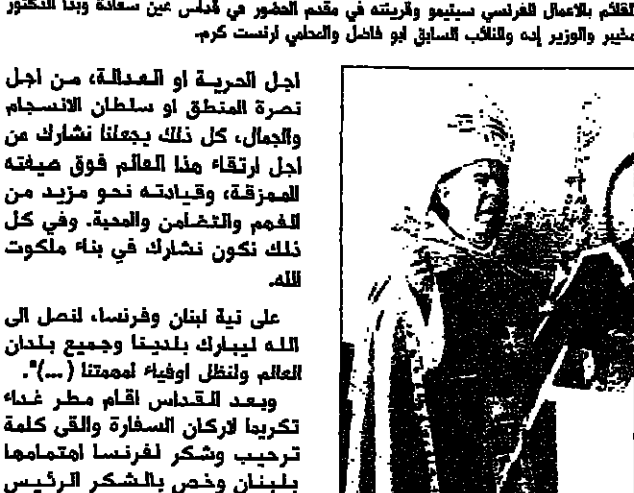 القائم بالاعمال الفرنسي سيتيمو وقرينته في مقدم الحضور في قداس عين سعادة وبدا الدكتور
مخيبر والوزير إده والنائب السابق ابو فاضل والمحامي ارنست كرم.
اجل الحرية او العدالة، من اجل
نصرة المنطق او سلطان الانسجام
والجمال، كل ذلك يجعلنا نشارك من
اجل ارتقاء هذا العالم فوق صيغته
الممزقة، وقيادته نحو مزيد من
الفهم والتضامن والمحبة. وفي كل
ذلك نكون نشارك في بناء ملكوت
الله.
على نية لبنان وفرنسا، لنصل الى
الله ليبارك بلدينا وجميع بلدان
العالم ولنظل اوفياء لمهمتنا (...)".
وبعد القداس اقام مطر غداء
تكريما لاركان السفارة والقى كلمة
ترحيب وشكر لفرنسا اهتمامها
بلبنان وخص بالشكر الرئيس